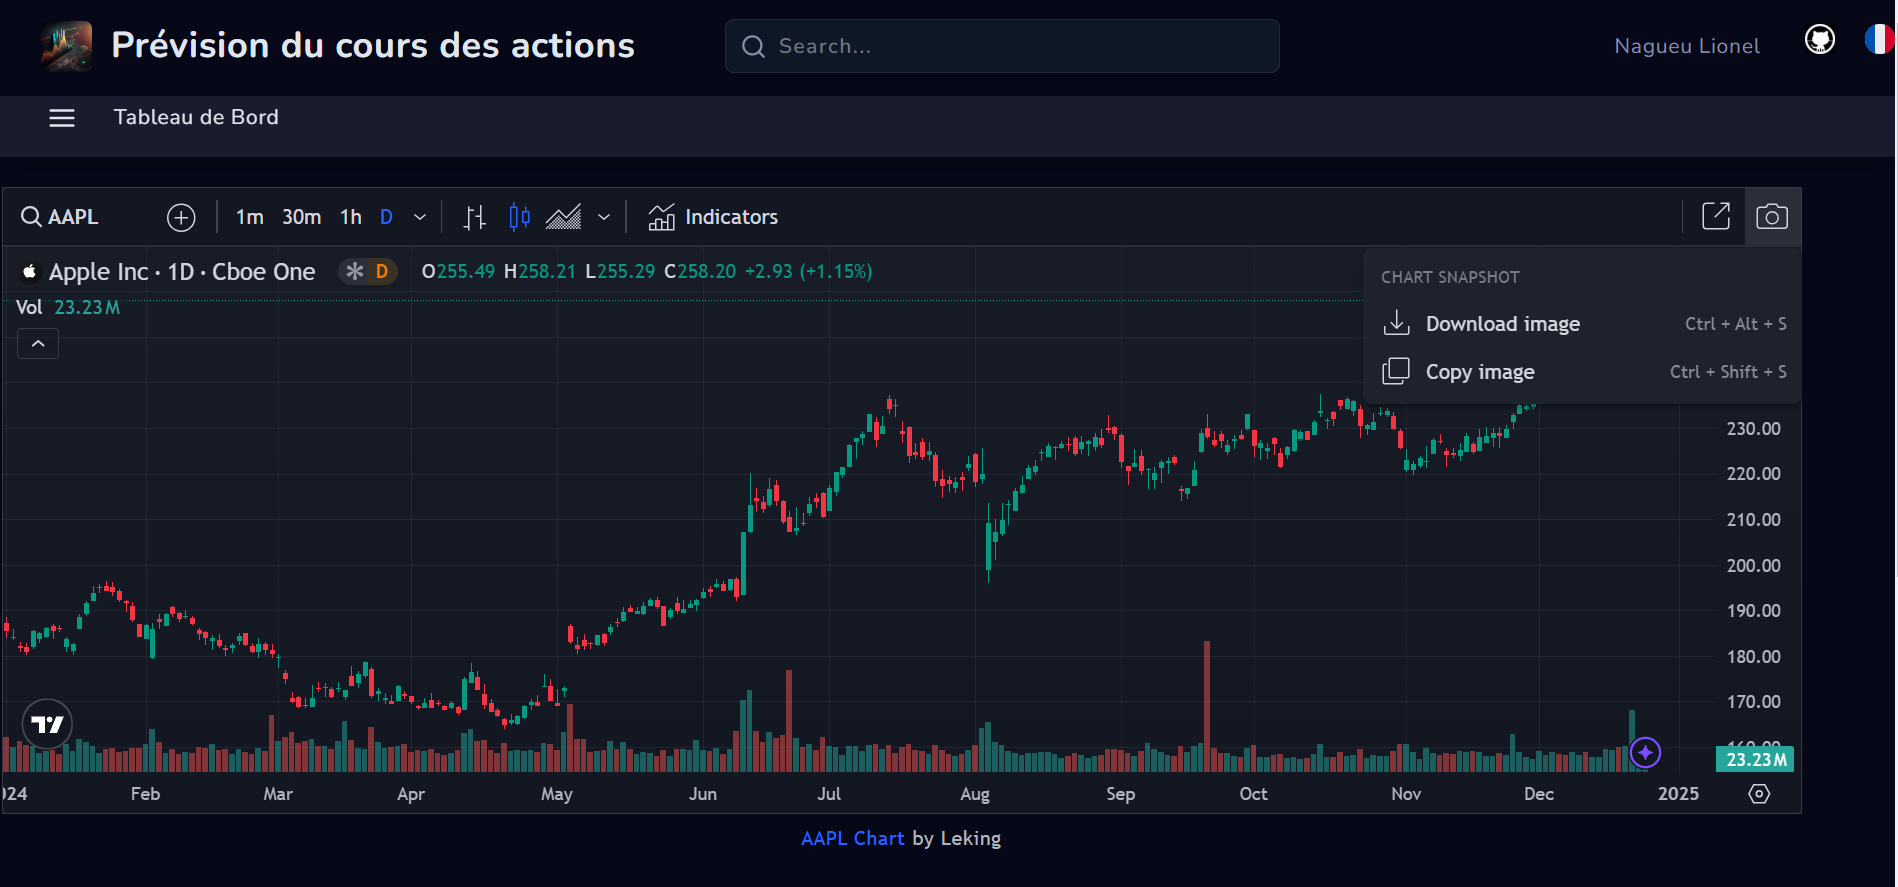 Prévision du cours des actions
Search...
Nagueu Lionel
Tableau de Bord
AAPL 1m 30m 1h D Indicators
Apple Inc · 1D · Cboe One D O255.49 H258.21 L255.29 C258.20 +2.93 (+1.15%)
Vol 23.23M
CHART SNAPSHOT
Download image Ctrl + Alt + S
Copy image Ctrl + Shift + S
230.00
220.00
210.00
200.00
190.00
180.00
170.00
23.23M
Feb Mar Apr May Jun Jul Aug Sep Oct Nov Dec 2025
AAPL Chart by Leking